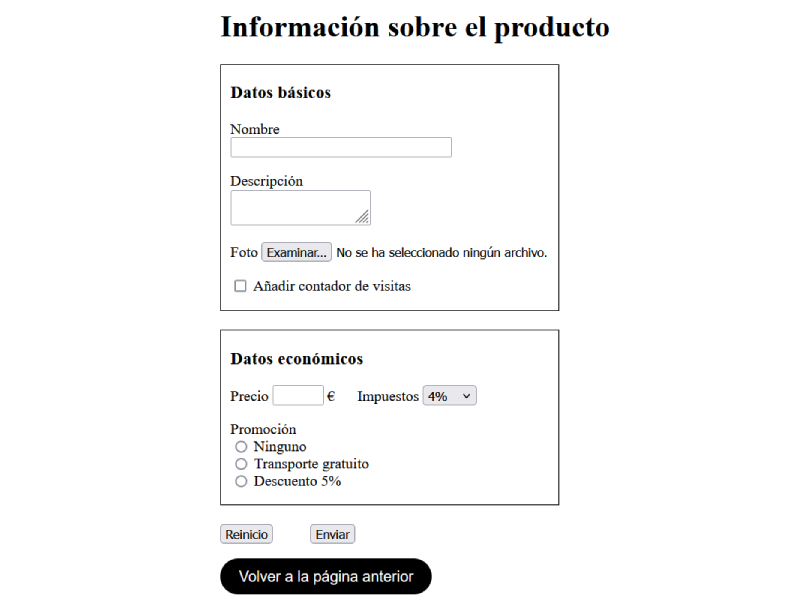 Información sobre el producto
Datos básicos
Nombre
Descripción
Foto Examinar... No se ha seleccionado ningún archivo.
Añadir contador de visitas
Datos económicos
Precio € Impuestos 4%
Promoción
Ninguno
Transporte gratuito
Descuento 5%
Reinicio Enviar
Volver a la página anterior